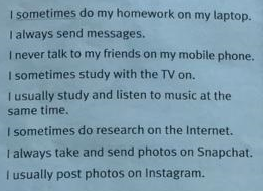 I sometimes do my homework on my laptop.
I always send messages.
I never talk to my friends on my mobile phone.
I sometimes study with the TV on.
I usually study and listen to music at the
same time.
I sometimes do research on the Internet.
I always take and send photos on Snapchat.
I usually post photos on Instagram.